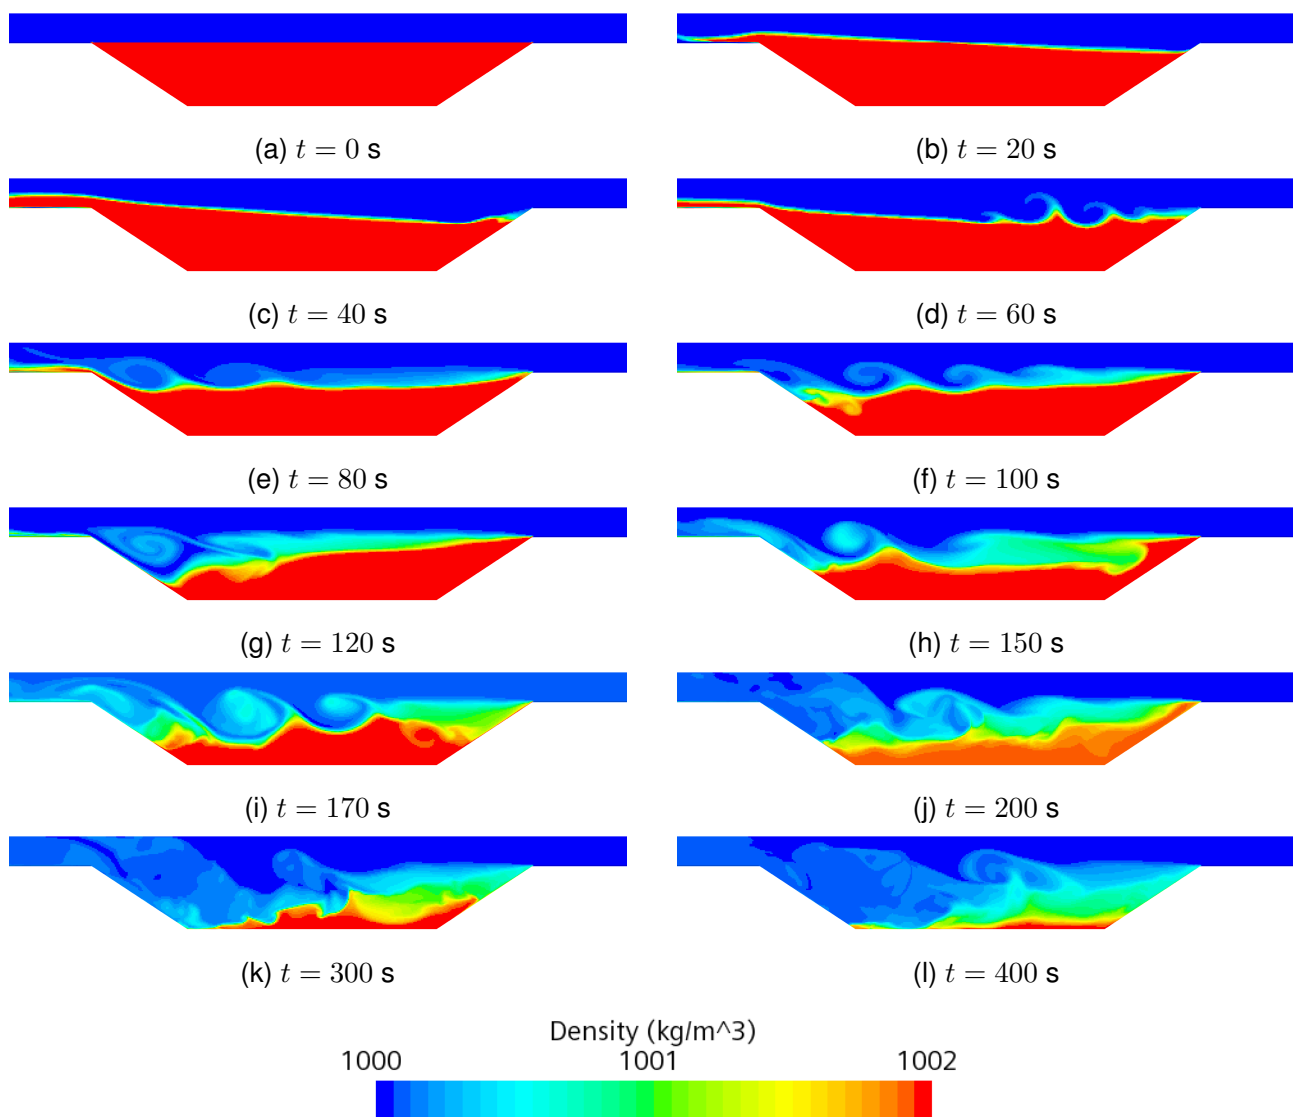 (a) t = 0 s
(b) t = 20 s
(c) t = 40 s
(d) t = 60 s
(e) t = 80 s
(f) t = 100 s
(g) t = 120 s
(h) t = 150 s
(i) t = 170 s
(j) t = 200 s
(k) t = 300 s
(l) t = 400 s
Density (kg/m^3)
1000 1001 1002